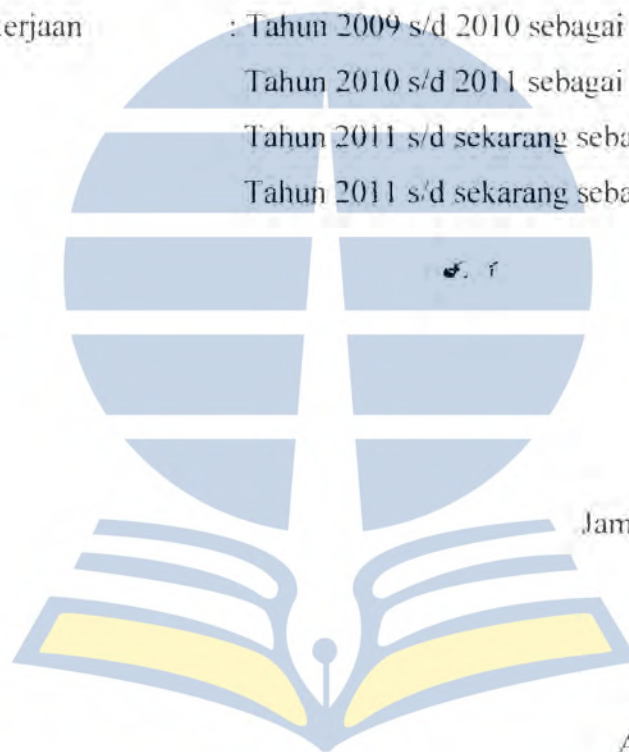 erjaan : Tahun 2009 s/d 2010 sebagai
Tahun 2010 s/d 2011 sebagai
Tahun 2011 s/d sekarang seba
Tahun 2011 s/d sekarang seba
Jam